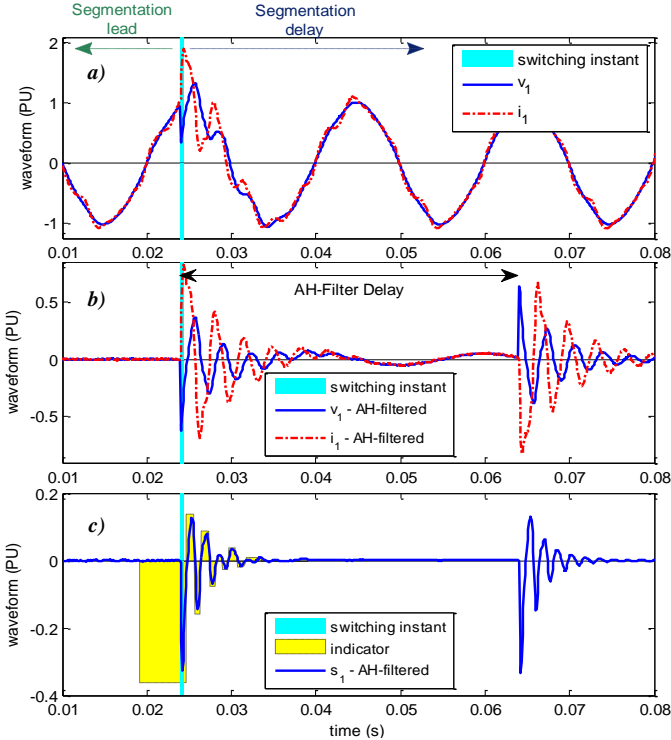 Segmentation lead
Segmentation delay
2
1
0
-1
waveform (PU)
a)
switching instant
v1
i1
0.01
0.02
0.03
0.04
0.05
0.06
0.07
0.08
0.5
0
-0.5
waveform (PU)
b)
AH-Filter Delay
switching instant
v1 - AH-filtered
i1 - AH-filtered
0.01
0.02
0.03
0.04
0.05
0.06
0.07
0.08
0.2
0
-0.2
-0.4
waveform (PU)
c)
switching instant
indicator
s1 - AH-filtered
0.01
0.02
0.03
0.04
0.05
0.06
0.07
0.08
time (s)